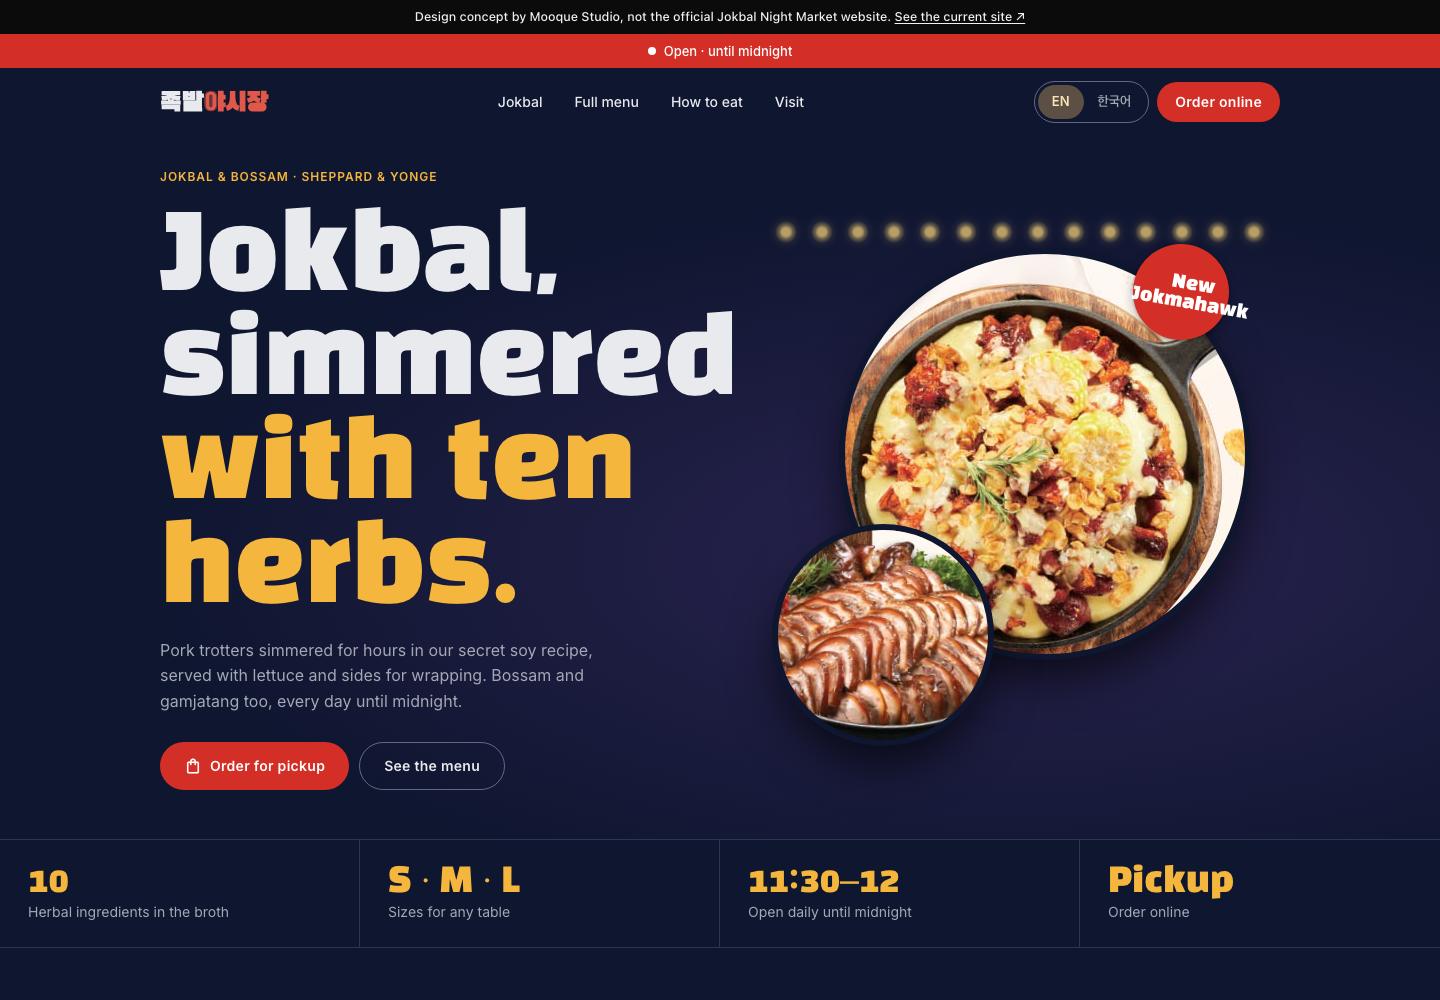 Design concept by Mooque Studio, not the official Jokbal Night Market website. See the current site ↗
Open · until midnight
족발야시장
Jokbal
Full menu
How to eat
Visit
EN
한국어
Order online
JOKBAL & BOSSAM · SHEPPARD & YONGE
Jokbal,
simmered
with ten
herbs.
New
Jokmahawk
Pork trotters simmered for hours in our secret soy recipe,
served with lettuce and sides for wrapping. Bossam and
gamjatang too, every day until midnight.
Order for pickup
See the menu
10
Herbal ingredients in the broth
S · M · L
Sizes for any table
11:30–12
Open daily until midnight
Pickup
Order online